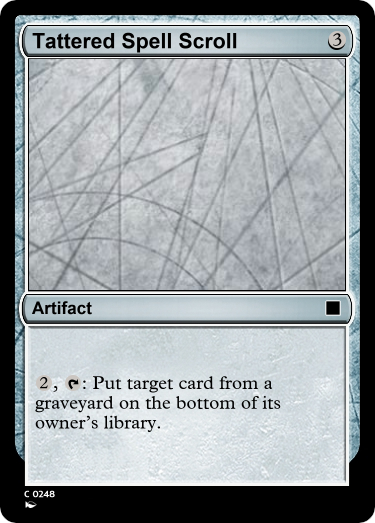 Tattered Spell Scroll 3
Artifact
2, : Put target card from a
graveyard on the bottom of its
owner's library.
C 0248